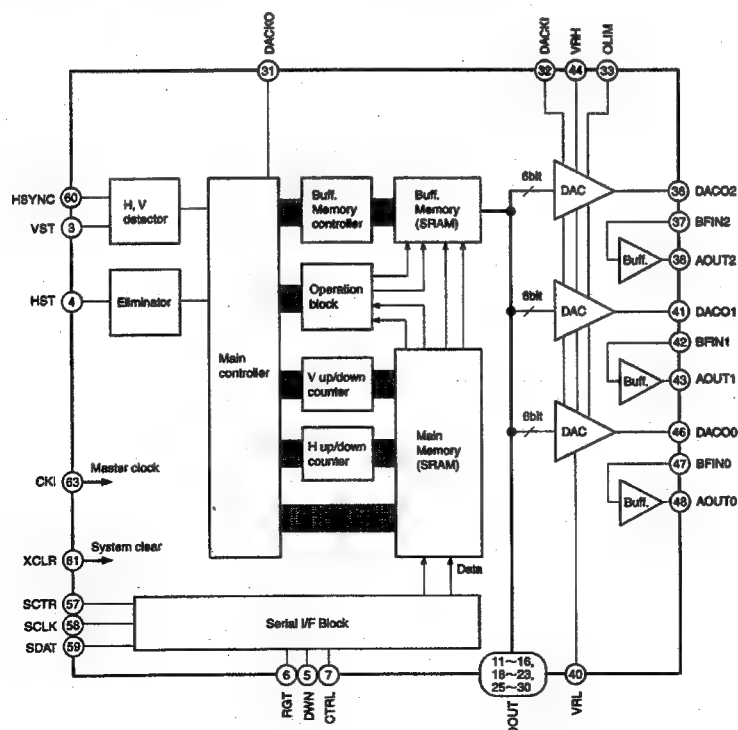 DACKO
DACKI
VRH
OLIM
31
32
44
33
HSYNC
60
VST
3
H, V
detector
Buff.
Memory
controller
Buff.
Memory
(SRAM)
6bit
DAC
36
DACO2
37
BFIN2
Buff.
38
AOUT2
HST
4
Eliminator
Operation
block
Main
controller
6bit
DAC
41
DACO1
42
BFIN1
Buff.
43
AOUT1
V up/down
counter
H up/down
counter
Main
Memory
(SRAM)
6bit
DAC
46
DACO0
47
BFIN0
Buff.
48
AOUT0
CKI
63
Master clock
XCLR
61
System clear
Data
SCTR
57
SCLK
58
SDAT
59
Serial I/F Block
6
5
7
RGT
DWN
CTRL
11~16,
18~23,
25~30
40
VRL